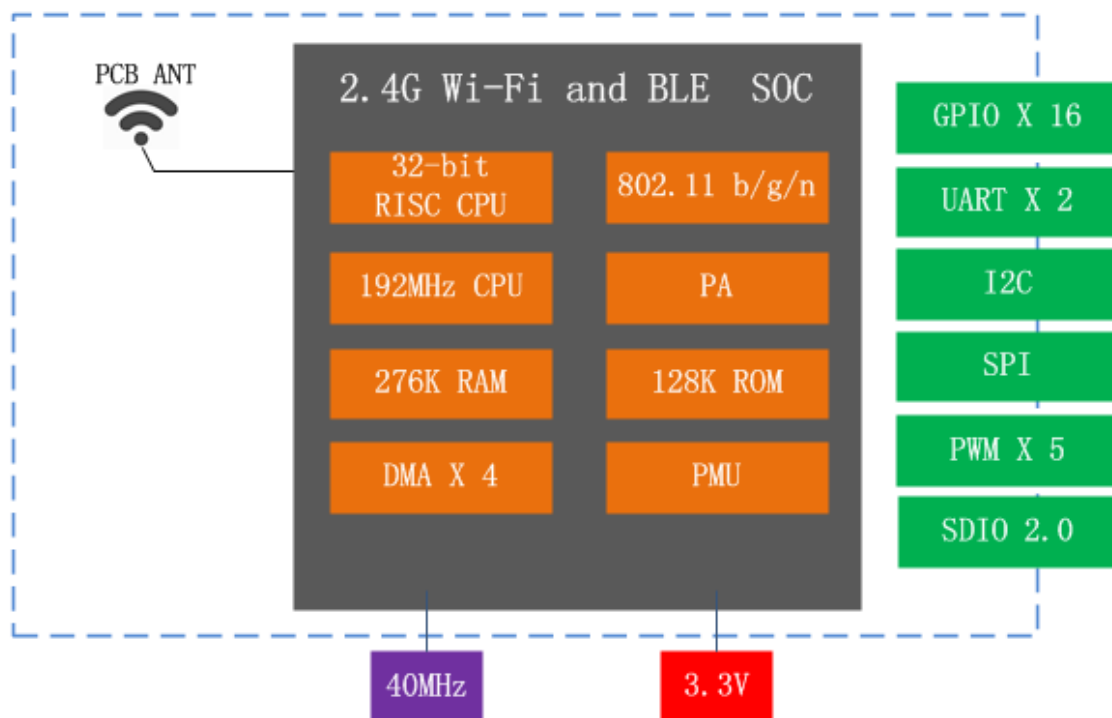 PCB ANT
2.4G Wi-Fi and BLE SOC
32-bit
RISC CPU
802.11 b/g/n
192MHz CPU
PA
276K RAM
128K ROM
DMA X 4
PMU
GPIO X 16
UART X 2
I2C
SPI
PWM X 5
SDIO 2.0
40MHz
3.3V